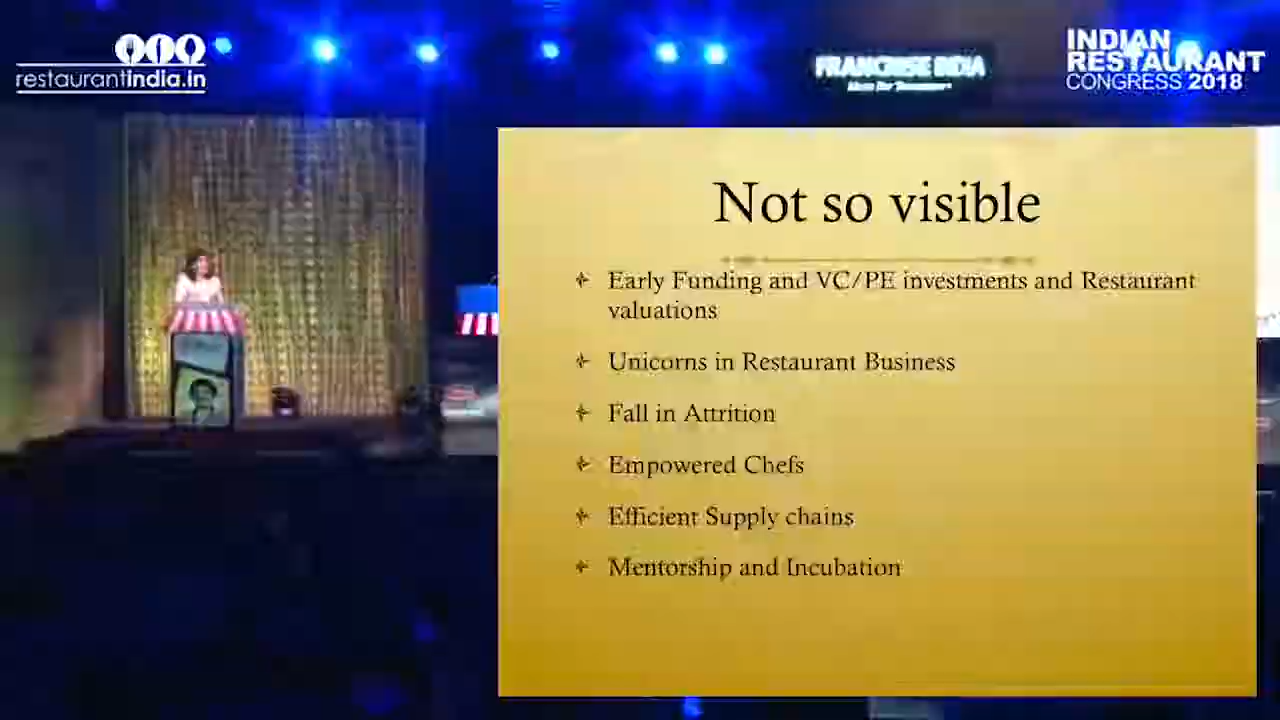 restaurantindia.in
FRANCHISE INDIA
INDIAN
RESTAURANT
CONGRESS 2018
Not so visible
Early Funding and VC/PE investments and Restaurant
valuations
Unicorns in Restaurant Business
Fall in Attrition
Empowered Chefs
Efficient Supply chains
Mentorship and Incubation